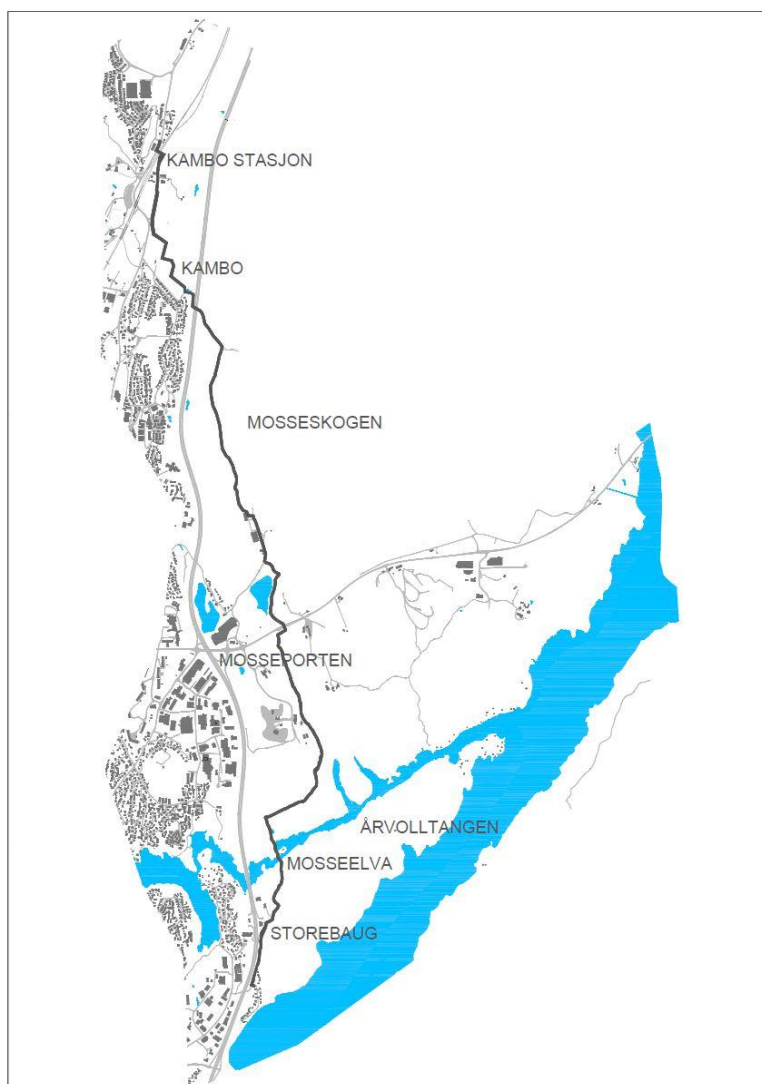 KAMBO STASJON
KAMBO
MOSSESKOGEN
MOSSEPORTEN
ÅRVOLLTANGEN
MOSSEELVA
STOREBAUG